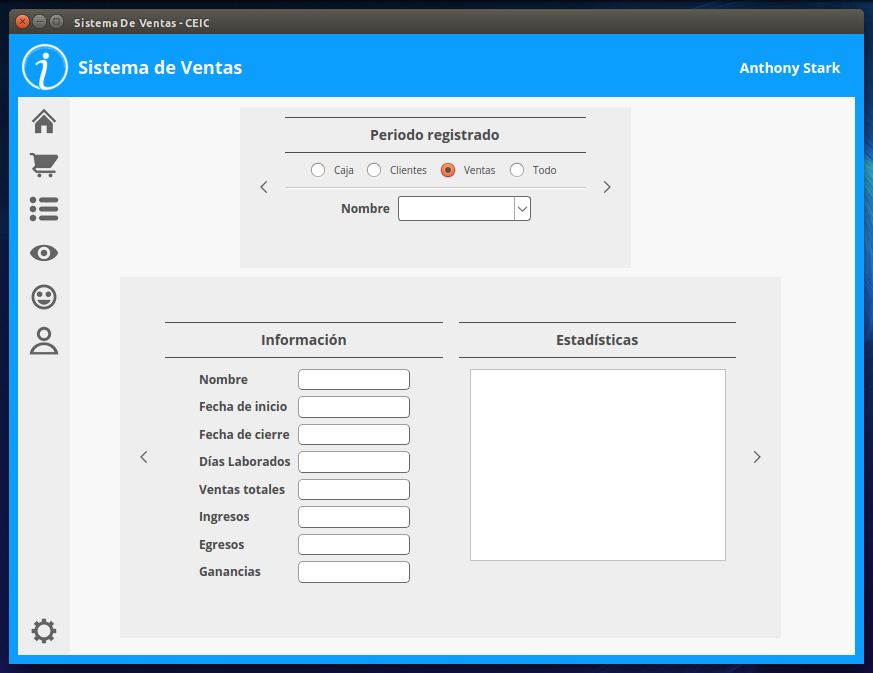 Sistema De Ventas - CEIC
Sistema de Ventas
Anthony Stark
Periodo registrado
Caja Clientes Ventas Todo
Nombre
Información
Estadísticas
Nombre
Fecha de inicio
Fecha de cierre
Días Laborados
Ventas totales
Ingresos
Egresos
Ganancias